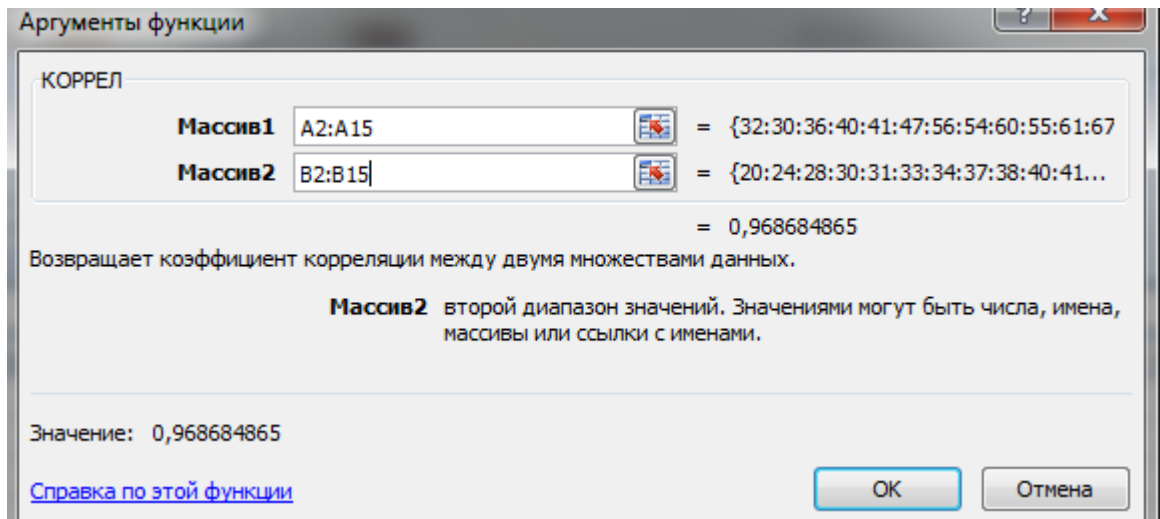 Аргументы функции
?
КОРРЕЛ
Массив1 A2:A15 = {32:30:36:40:41:47:56:54:60:55:61:67
Массив2 B2:B15 = {20:24:28:30:31:33:34:37:38:40:41...
= 0,968684865
Возвращает коэффициент корреляции между двумя множествами данных.
Массив2 второй диапазон значений. Значениями могут быть числа, имена,
массивы или ссылки с именами.
Значение: 0,968684865
Справка по этой функции
ОК Отмена